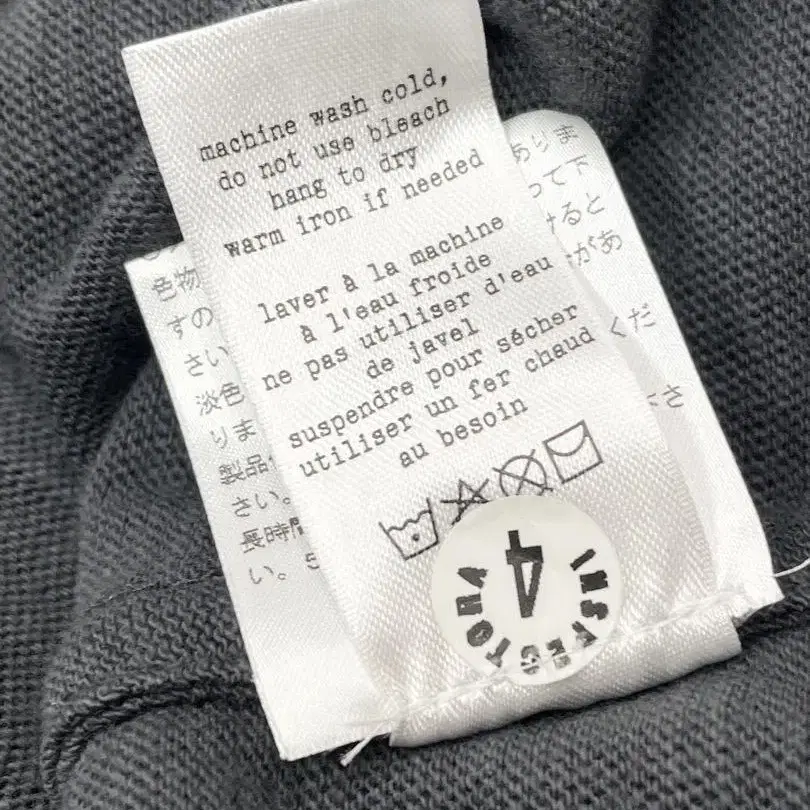 machine wash cold,
do not use bleach
hang to dry
warm iron if needed
laver à la machine
à l'eau froide
ne pas utiliser d'eau
de javel
suspendre pour sécher
utiliser un fer chaud
au besoin
4
INSPECTORA
色物
すの
さい
淡色
りま
製品
さい。
長時間
い。5
ありま
って下
けると
があ
くだ
さ